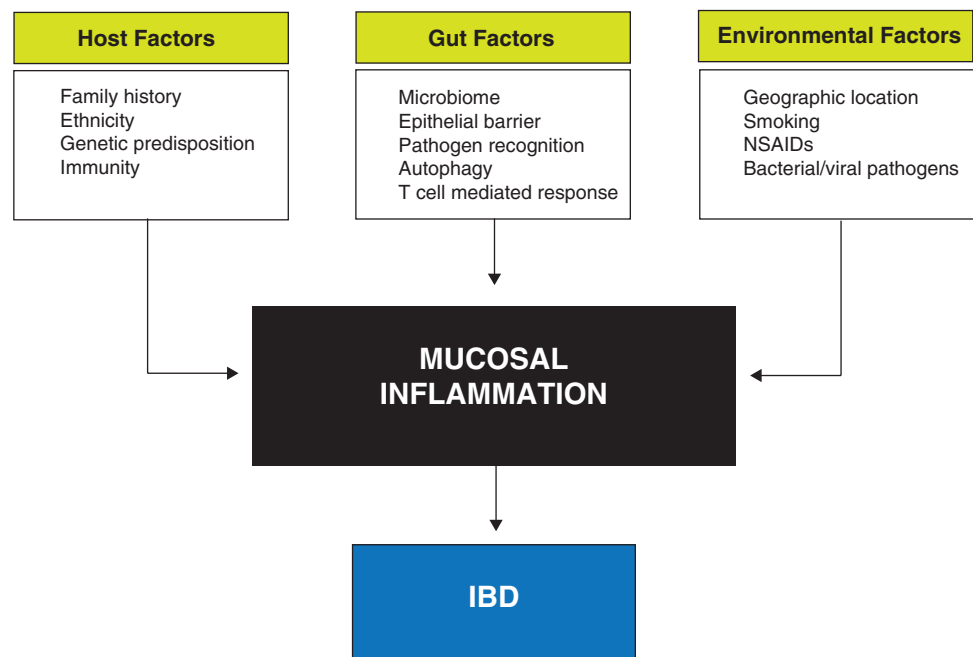 Host Factors
Family history
Ethnicity
Genetic predisposition
Immunity
Gut Factors
Microbiome
Epithelial barrier
Pathogen recognition
Autophagy
T cell mediated response
Environmental Factors
Geographic location
Smoking
NSAIDs
Bacterial/viral pathogens
MUCOSAL
INFLAMMATION
IBD